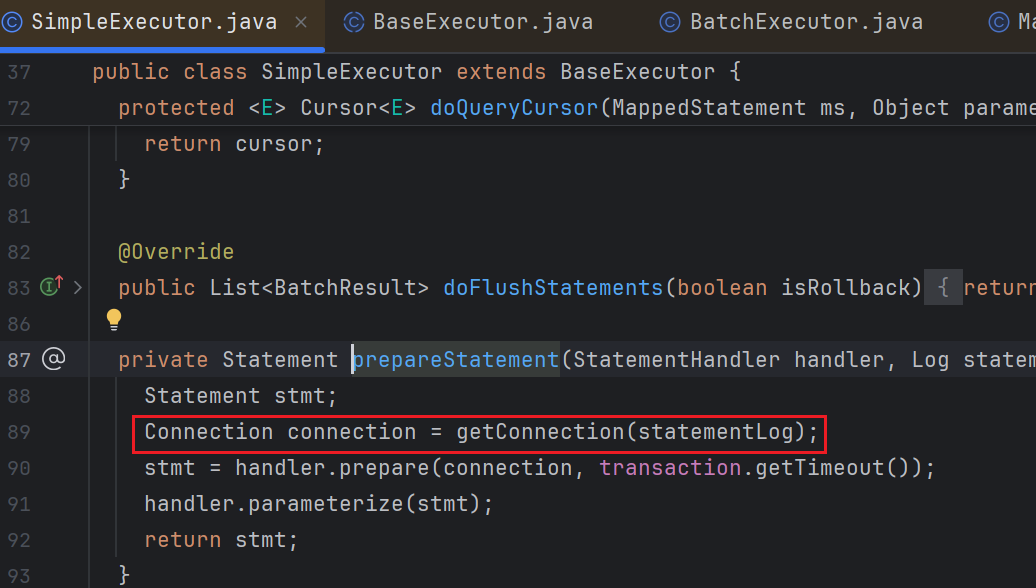 SimpleExecutor.java × BaseExecutor.java BatchExecutor.java
37 public class SimpleExecutor extends BaseExecutor {
72 protected <E> Cursor<E> doQueryCursor(MappedStatement ms, Object parame
79 return cursor;
80 }
81
82 @Override
83 public List<BatchResult> doFlushStatements(boolean isRollback) { return
86
87 private Statement prepareStatement(StatementHandler handler, Log statem
88 Statement stmt;
89 Connection connection = getConnection(statementLog);
90 stmt = handler.prepare(connection, transaction.getTimeout());
91 handler.parameterize(stmt);
92 return stmt;
93 }